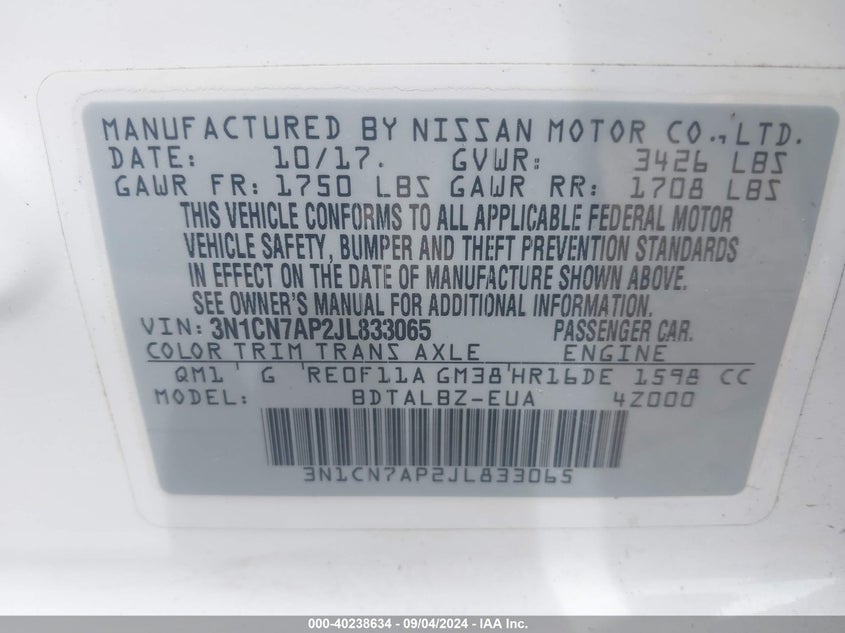 MANUFACTURED BY NISSAN MOTOR CO.,LTD.
DATE: 10/17. GVWR: 3426 LBS
GAWR FR: 1750 LBS GAWR RR: 1708 LBS
THIS VEHICLE CONFORMS TO ALL APPLICABLE FEDERAL MOTOR
VEHICLE SAFETY, BUMPER AND THEFT PREVENTION STANDARDS
IN EFFECT ON THE DATE OF MANUFACTURE SHOWN ABOVE.
SEE OWNER'S MANUAL FOR ADDITIONAL INFORMATION.
VIN: 3N1CN7AP2JL833065 PASSENGER CAR.
COLOR TRIM TRANS AXLE ENGINE
QM1 G RE0F11A GM38 HR16DE 1598 CC
MODEL: BDTALBZ-EUA 4Z000
3N1CN7AP2JL833065
000-40238634 - 09/04/2024 - IAA Inc.